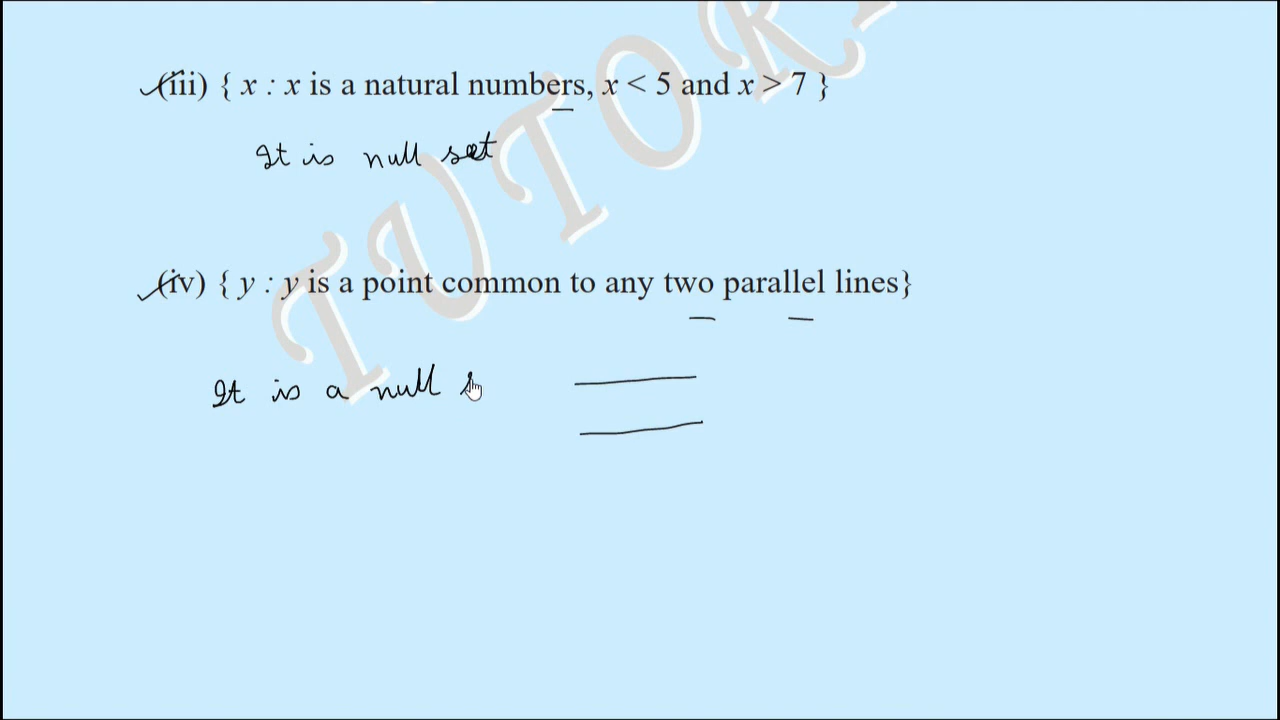 TUTOR
(iii) { x : x is a natural numbers, x < 5 and x > 7 }
It is null set
(iv) { y : y is a point common to any two parallel lines}
It is a null s